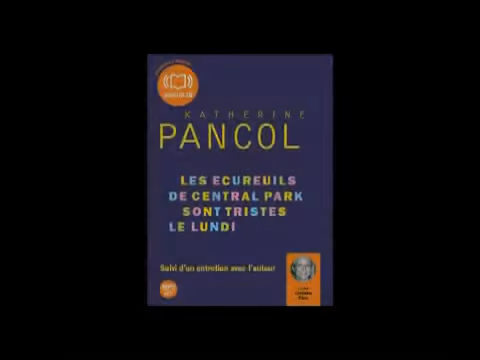 KATHERINE
PANCOL
LES ECUREUILS
DE CENTRAL PARK
SONT TRISTES
LE LUNDI
Suivi d'un entretien avec l'auteur